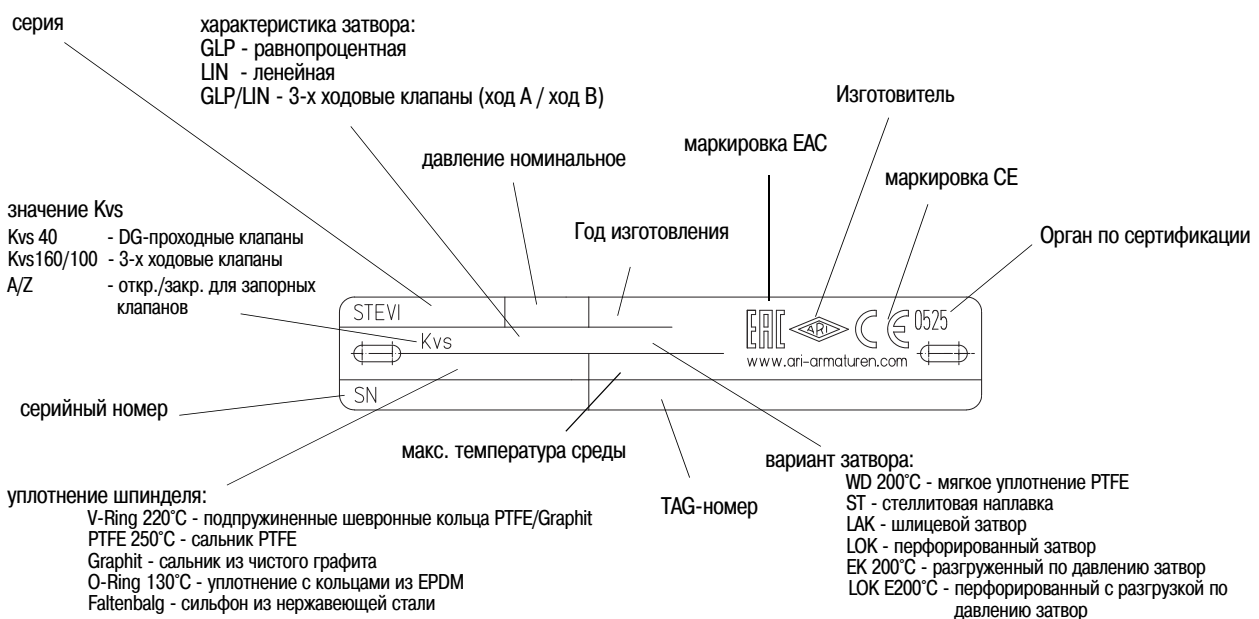 серия
характеристика затвора:
GLP - равнопроцентная
LIN - ленейная
GLP/LIN - 3-х ходовые клапаны (ход A / ход B)
Изготовитель
давление номинальное
маркировка EAC
маркировка CE
значение Kvs
Kvs 40 - DG-проходные клапаны
Kvs160/100 - 3-х ходовые клапаны
A/Z - откр./закр. для запорных
клапанов
Год изготовления
Орган по сертификации
STEVI
Kvs
SN
EAC ARI CE 0525
www.ari-armaturen.com
серийный номер
макс. температура среды
TAG-номер
уплотнение шпинделя:
V-Ring 220°C - подпружиненные шевронные кольца PTFE/Graphit
PTFE 250°C - сальник PTFE
Graphit - сальник из чистого графита
O-Ring 130°C - уплотнение с кольцами из EPDM
Faltenbalg - сильфон из нержавеющей стали
вариант затвора:
WD 200°C - мягкое уплотнение PTFE
ST - стеллитовая наплавка
LAK - шлицевой затвор
LOK - перфорированный затвор
EK 200°C - разгруженный по давлению затвор
LOK E200°C - перфорированный с разгрузкой по
давлению затвор